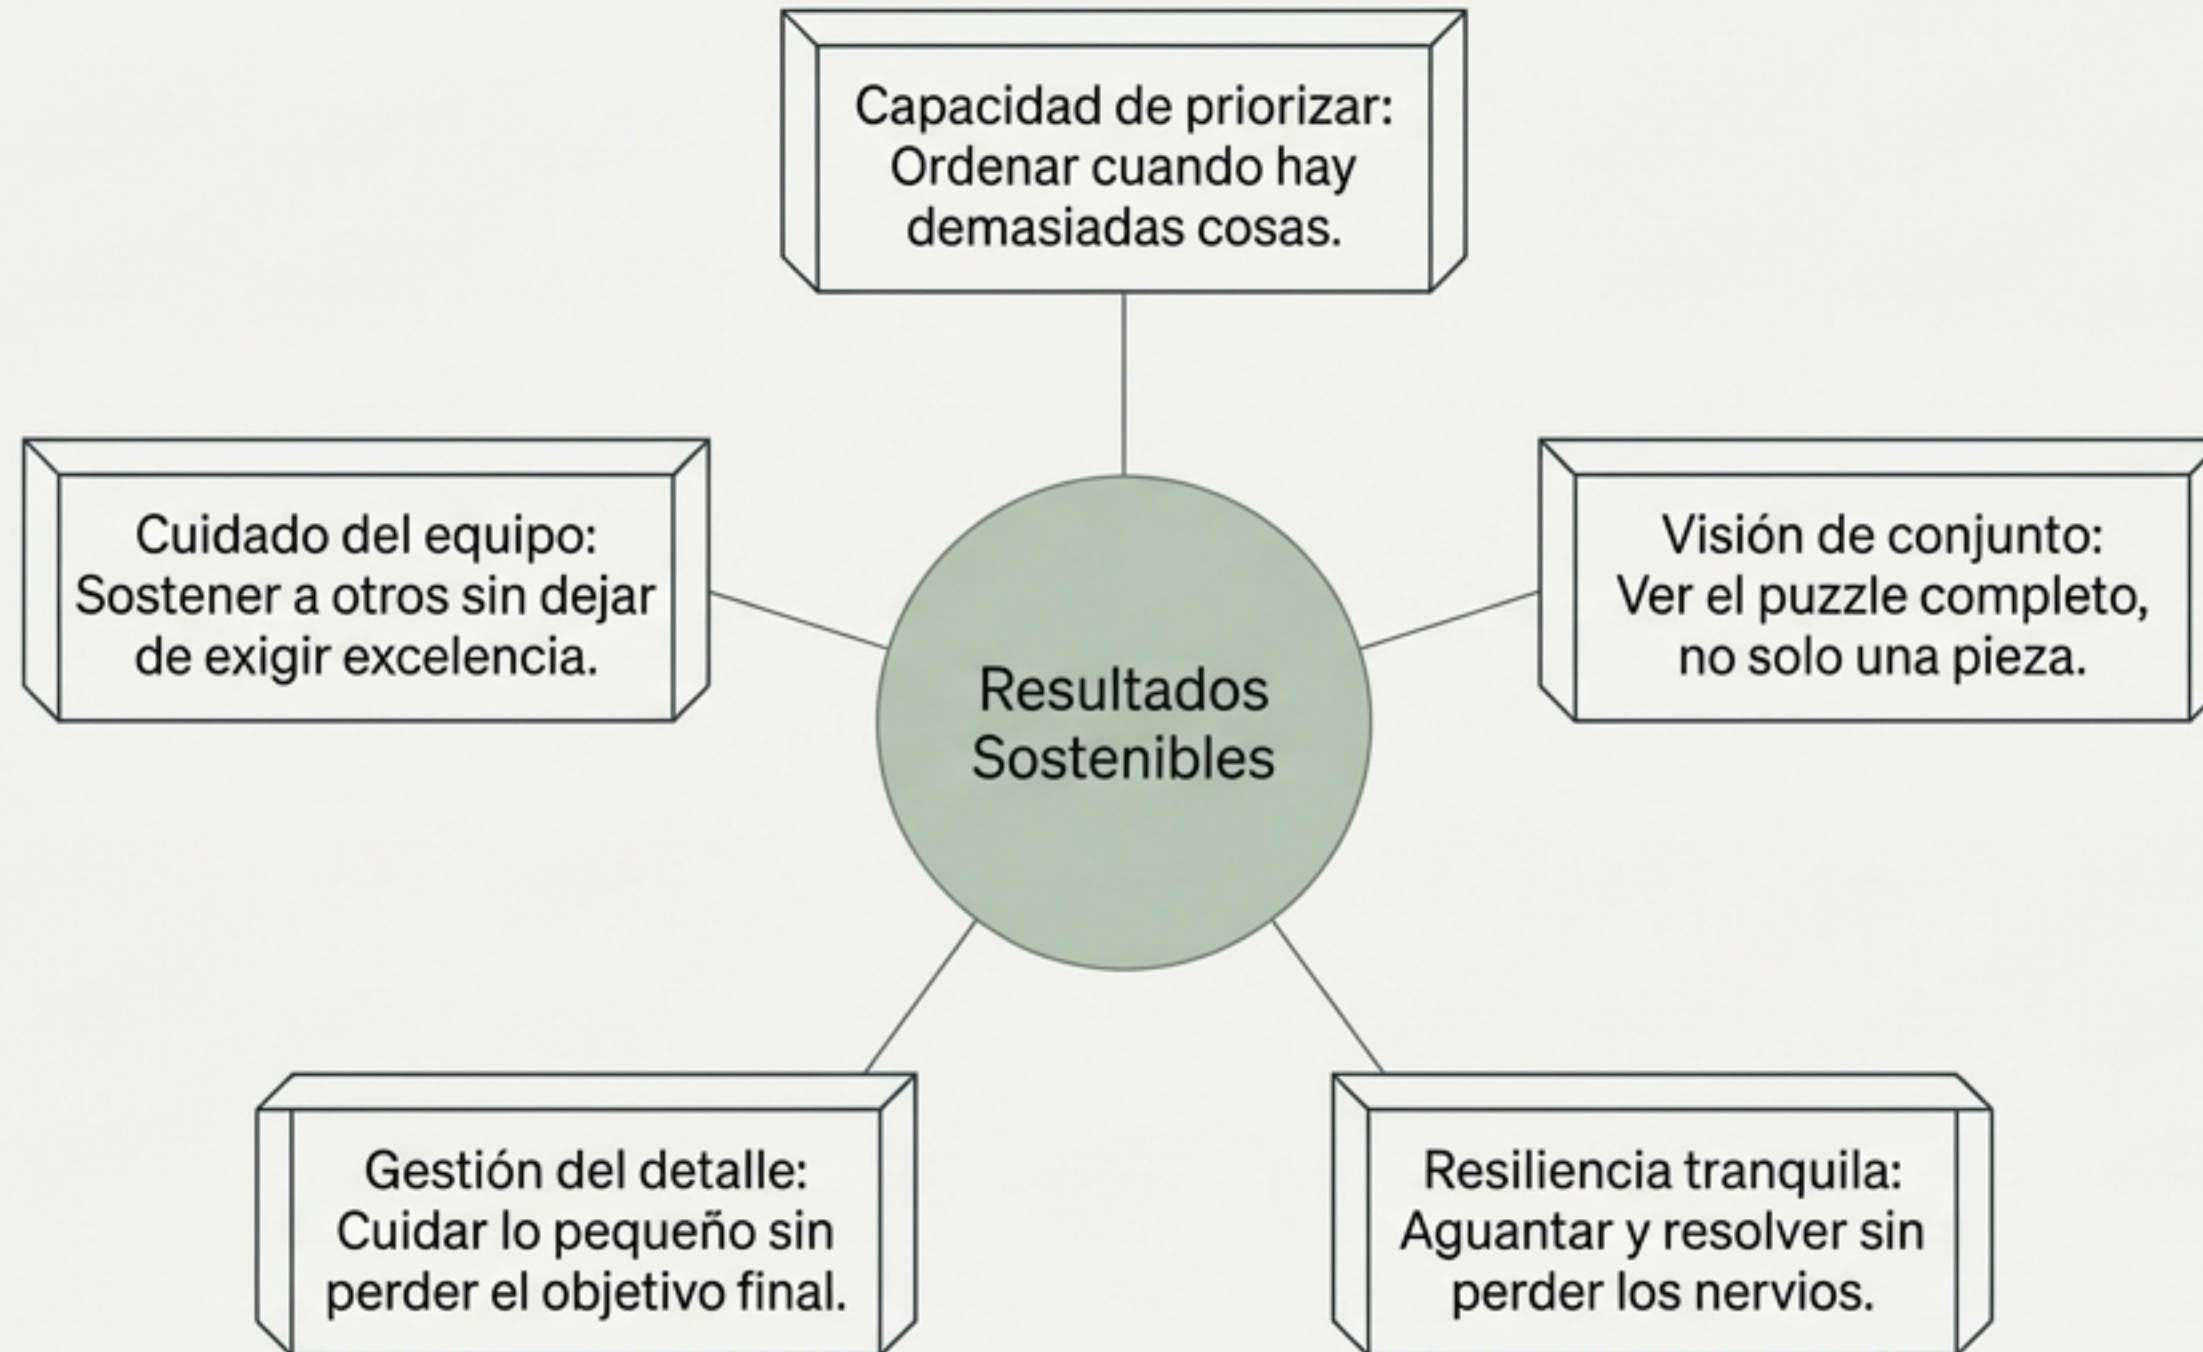 Capacidad de priorizar:
Ordenar cuando hay
demasiadas cosas.
Cuidado del equipo:
Sostener a otros sin dejar
de exigir excelencia.
Visión de conjunto:
Ver el puzzle completo,
no solo una pieza.
Resultados
Sostenibles
Gestión del detalle:
Cuidar lo pequeño sin
perder el objetivo final.
Resiliencia tranquila:
Aguantar y resolver sin
perder los nervios.